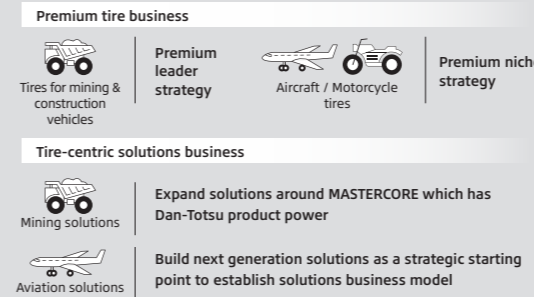 Premium tire business
Tires for mining &
construction
vehicles
Premium
leader
strategy
Aircraft / Motorcycle
tires
Premium
strategy
Tire-centric solutions business
Mining solutions
Expand solutions around MASTERCORE which has
Dan-Totsu product power
Aviation solutions
Build next generation solutions as a strategic starting
point to establish solutions business model